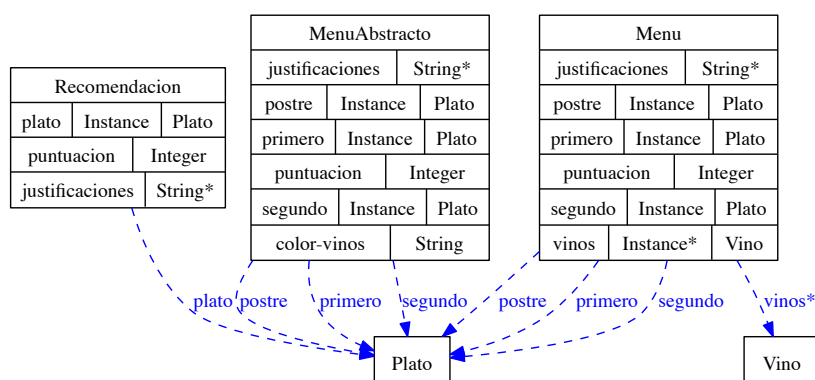 Recomendacion
plato Instance Plato
puntuacion Integer
justificaciones String*
MenuAbstracto
justificaciones String*
postre Instance Plato
primero Instance Plato
puntuacion Integer
segundo Instance Plato
color-vinos String
Menu
justificaciones String*
postre Instance Plato
primero Instance Plato
puntuacion Integer
segundo Instance Plato
vinos Instance* Vino
plato postre primero segundo postre primero segundo vinos*
Plato Vino